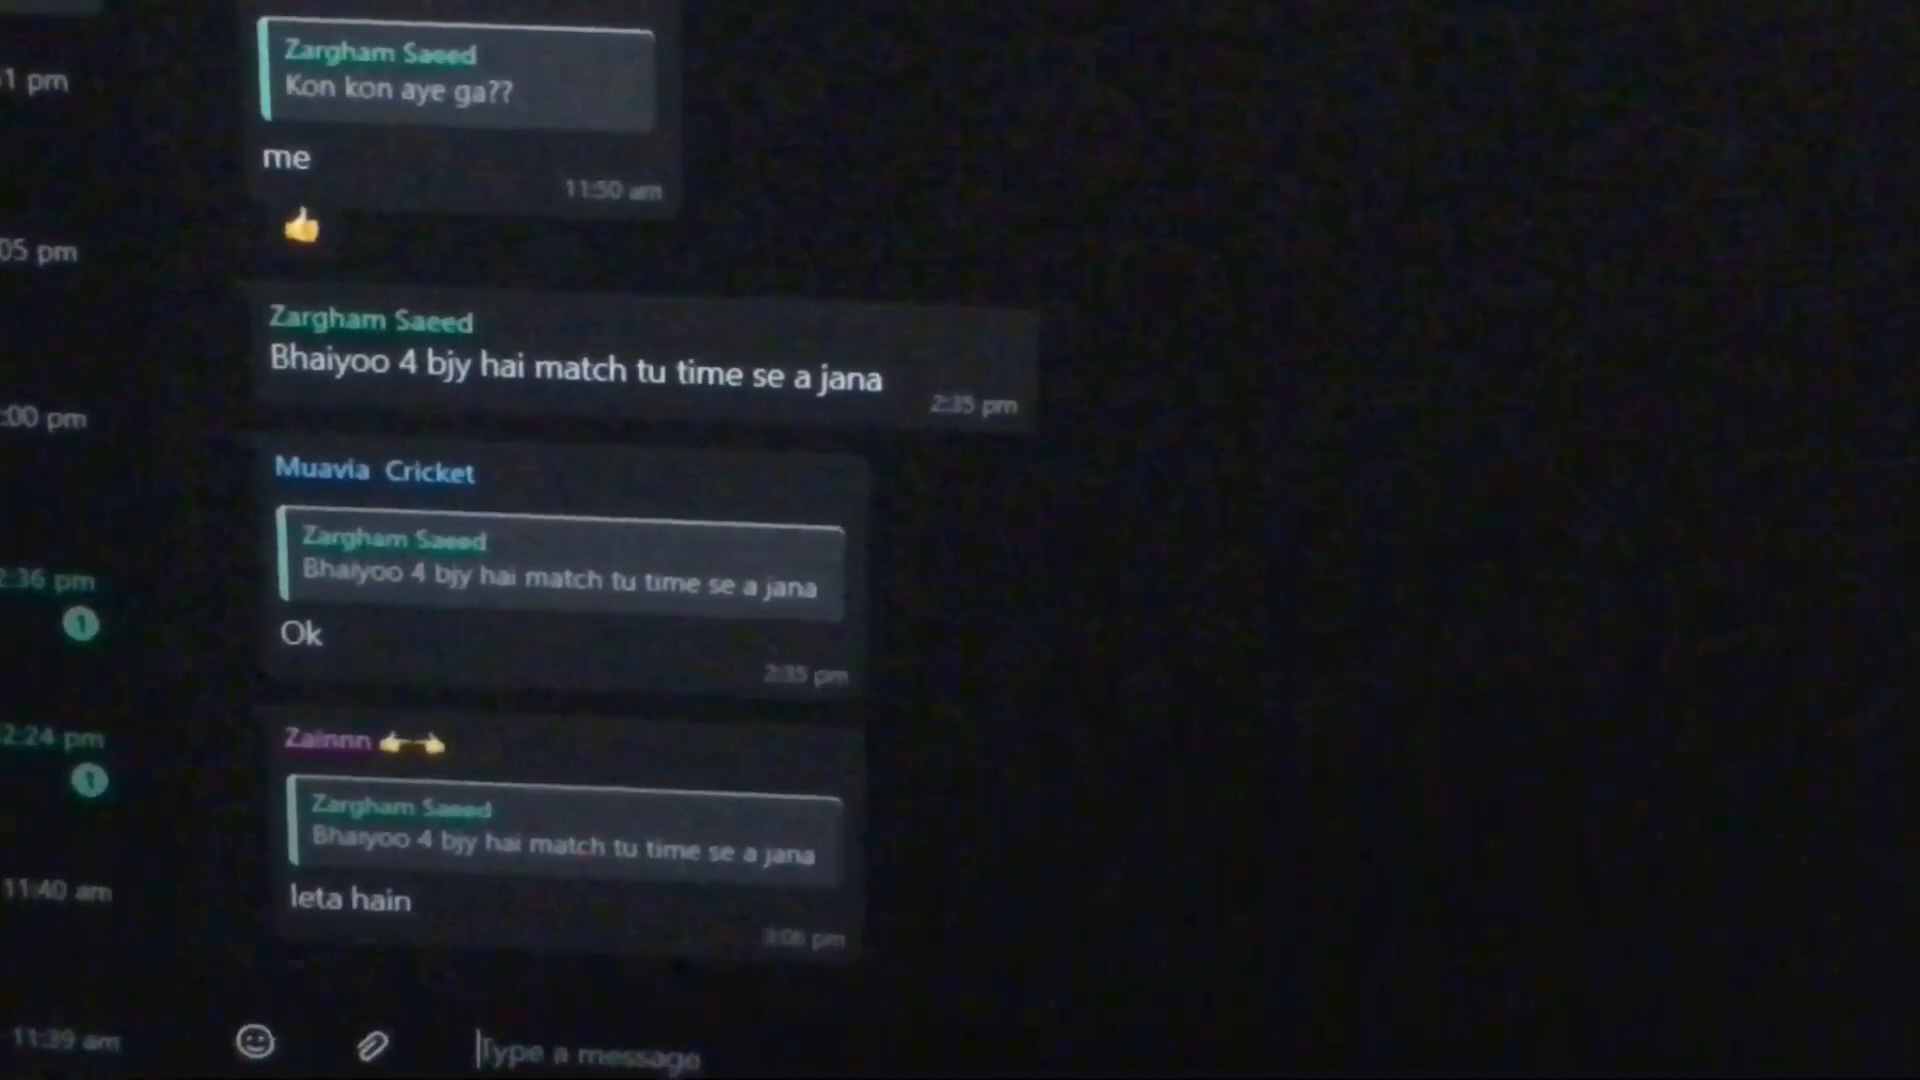 Zargham Saeed
Kon kon aye ga??
1 pm
me
11:50 am
👍
05 pm
Zargham Saeed
Bhaiyoo 4 bjy hai match tu time se a jana
2:35 pm
:00 pm
Muavia Cricket
Zargham Saeed
Bhaiyoo 4 bjy hai match tu time se a jana
2:36 pm
1
Ok
2:35 pm
2:24 pm
1
Zainnn
Zargham Saeed
Bhaiyoo 4 bjy hai match tu time se a jana
11:40 am
leta hain
3:06 pm
11:39 am
Type a message